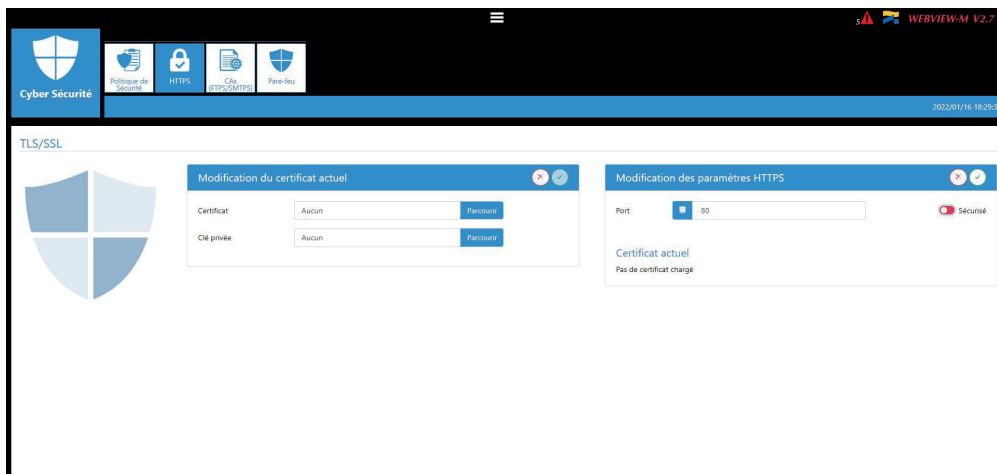 5 WEBVIEW-M V2.7
Cyber Sécurité
Politique de
Sécurité
HTTPS
CAs
(FTPS/SMTPS)
Pare-feu
2022/01/16 18:29:3
TLS/SSL
Modification du certificat actuel
Certificat
Aucun
Parcourir
Clé privée
Aucun
Parcourir
Modification des paramètres HTTPS
Port
80
Sécurisé
Certificat actuel
Pas de certificat chargé